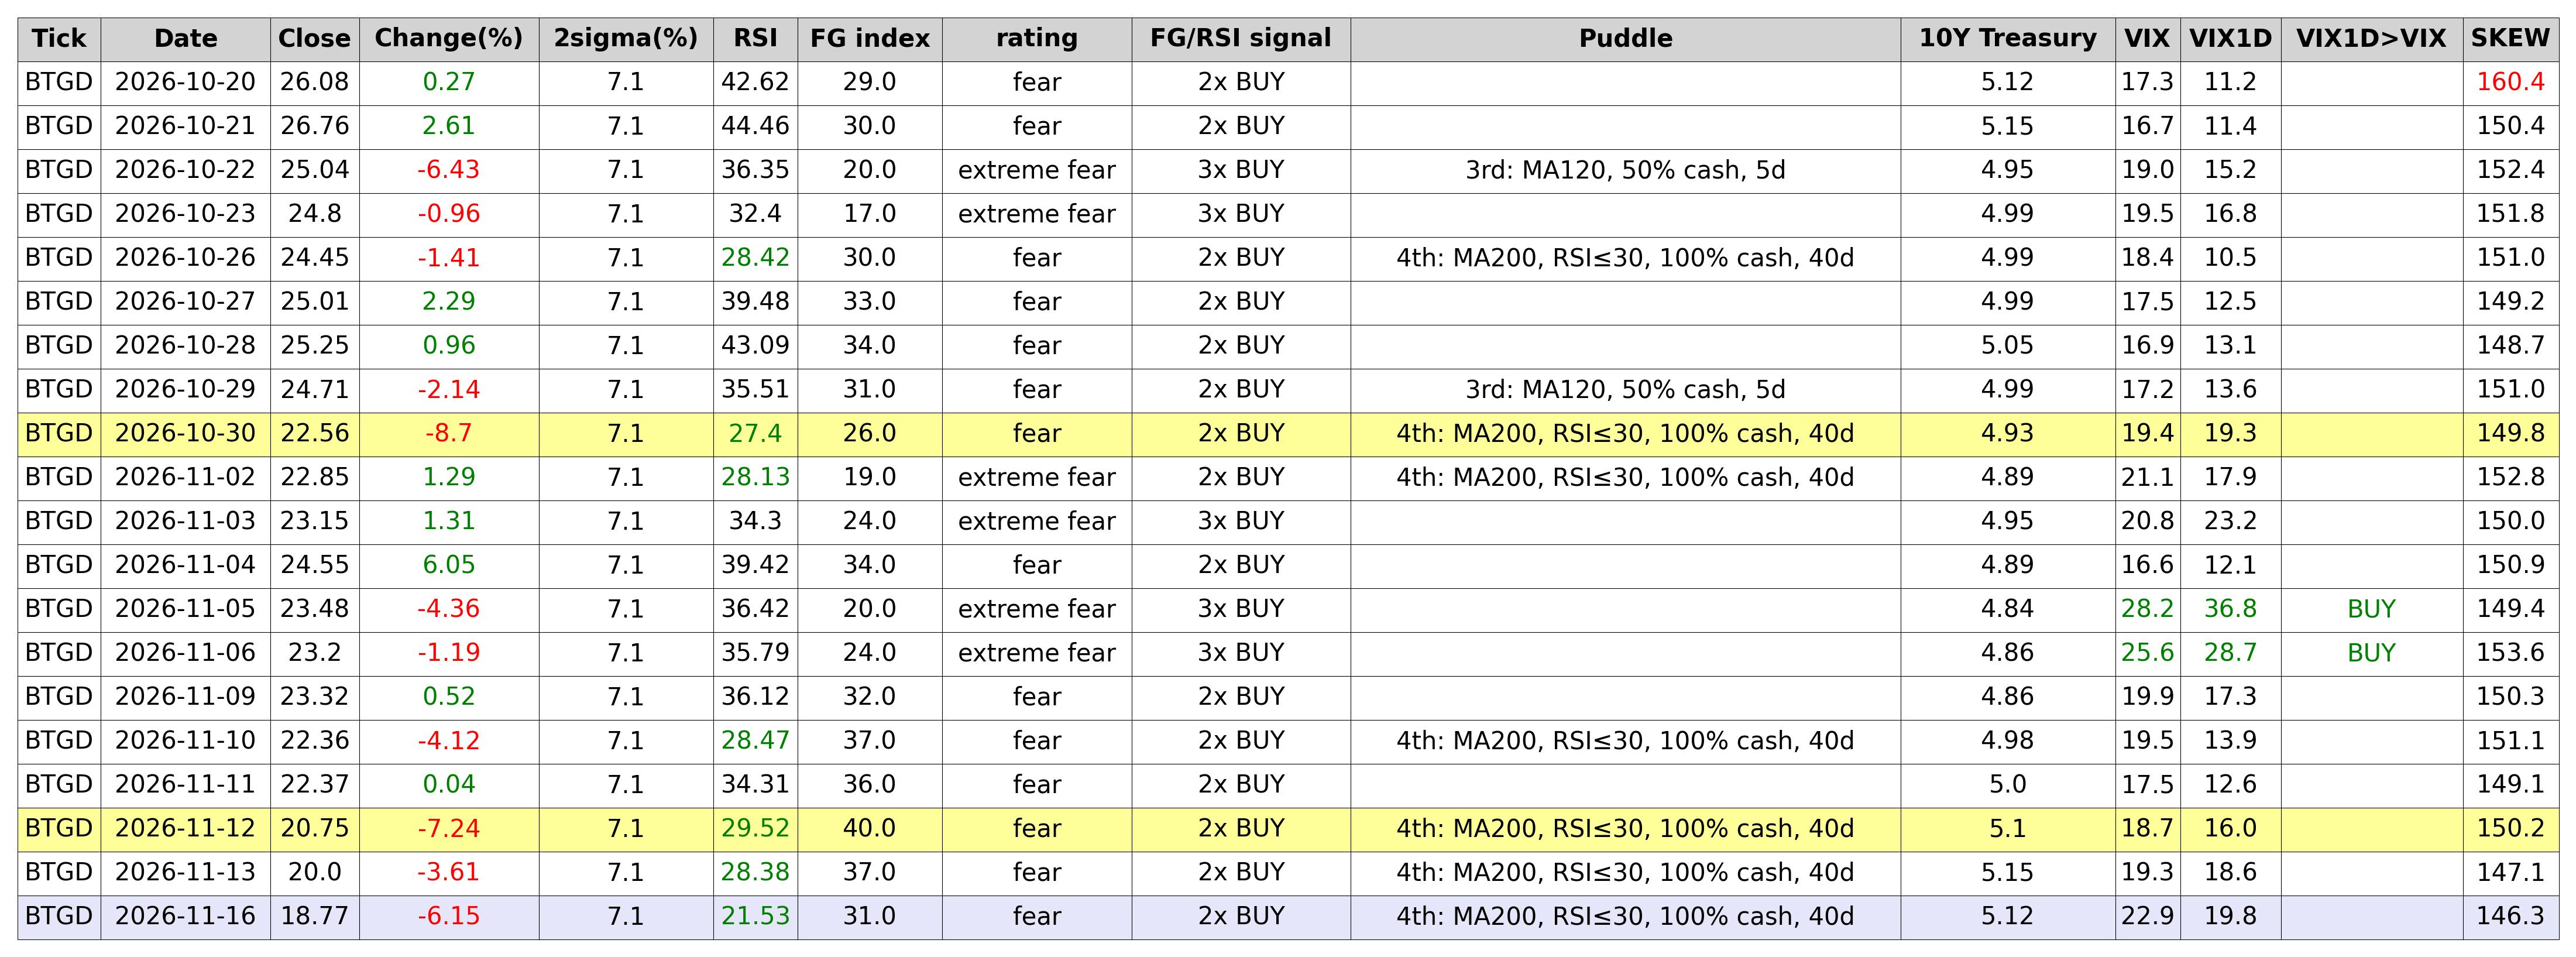 Tick Date Close Change(%) 2sigma(%) RSI FG index rating FG/RSI signal Puddle 10Y Treasury VIX VIX1D VIX1D>VIX SKEW
BTGD 2026-10-20 26.08 0.27 7.1 42.62 29.0 fear 2x BUY 5.12 17.3 11.2 160.4
BTGD 2026-10-21 26.76 2.61 7.1 44.46 30.0 fear 2x BUY 5.15 16.7 11.4 150.4
BTGD 2026-10-22 25.04 -6.43 7.1 36.35 20.0 extreme fear 3x BUY 3rd: MA120, 50% cash, 5d 4.95 19.0 15.2 152.4
BTGD 2026-10-23 24.8 -0.96 7.1 32.4 17.0 extreme fear 3x BUY 4.99 19.5 16.8 151.8
BTGD 2026-10-26 24.45 -1.41 7.1 28.42 30.0 fear 2x BUY 4th: MA200, RSI≤30, 100% cash, 40d 4.99 18.4 10.5 151.0
BTGD 2026-10-27 25.01 2.29 7.1 39.48 33.0 fear 2x BUY 4.99 17.5 12.5 149.2
BTGD 2026-10-28 25.25 0.96 7.1 43.09 34.0 fear 2x BUY 5.05 16.9 13.1 148.7
BTGD 2026-10-29 24.71 -2.14 7.1 35.51 31.0 fear 2x BUY 3rd: MA120, 50% cash, 5d 4.99 17.2 13.6 151.0
BTGD 2026-10-30 22.56 -8.7 7.1 27.4 26.0 fear 2x BUY 4th: MA200, RSI≤30, 100% cash, 40d 4.93 19.4 19.3 149.8
BTGD 2026-11-02 22.85 1.29 7.1 28.13 19.0 extreme fear 2x BUY 4th: MA200, RSI≤30, 100% cash, 40d 4.89 21.1 17.9 152.8
BTGD 2026-11-03 23.15 1.31 7.1 34.3 24.0 extreme fear 3x BUY 4.95 20.8 23.2 150.0
BTGD 2026-11-04 24.55 6.05 7.1 39.42 34.0 fear 2x BUY 4.89 16.6 12.1 150.9
BTGD 2026-11-05 23.48 -4.36 7.1 36.42 20.0 extreme fear 3x BUY 4.84 28.2 36.8 BUY 149.4
BTGD 2026-11-06 23.2 -1.19 7.1 35.79 24.0 extreme fear 3x BUY 4.86 25.6 28.7 BUY 153.6
BTGD 2026-11-09 23.32 0.52 7.1 36.12 32.0 fear 2x BUY 4.86 19.9 17.3 150.3
BTGD 2026-11-10 22.36 -4.12 7.1 28.47 37.0 fear 2x BUY 4th: MA200, RSI≤30, 100% cash, 40d 4.98 19.5 13.9 151.1
BTGD 2026-11-11 22.37 0.04 7.1 34.31 36.0 fear 2x BUY 5.0 17.5 12.6 149.1
BTGD 2026-11-12 20.75 -7.24 7.1 29.52 40.0 fear 2x BUY 4th: MA200, RSI≤30, 100% cash, 40d 5.1 18.7 16.0 150.2
BTGD 2026-11-13 20.0 -3.61 7.1 28.38 37.0 fear 2x BUY 4th: MA200, RSI≤30, 100% cash, 40d 5.15 19.3 18.6 147.1
BTGD 2026-11-16 18.77 -6.15 7.1 21.53 31.0 fear 2x BUY 4th: MA200, RSI≤30, 100% cash, 40d 5.12 22.9 19.8 146.3